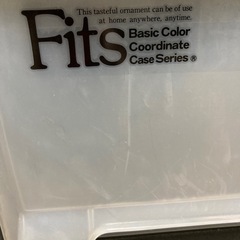 This tasteful ornament can be of use
at home anywhere, anytime.
Fits
Basic Color
Coordinate
Case Series ®